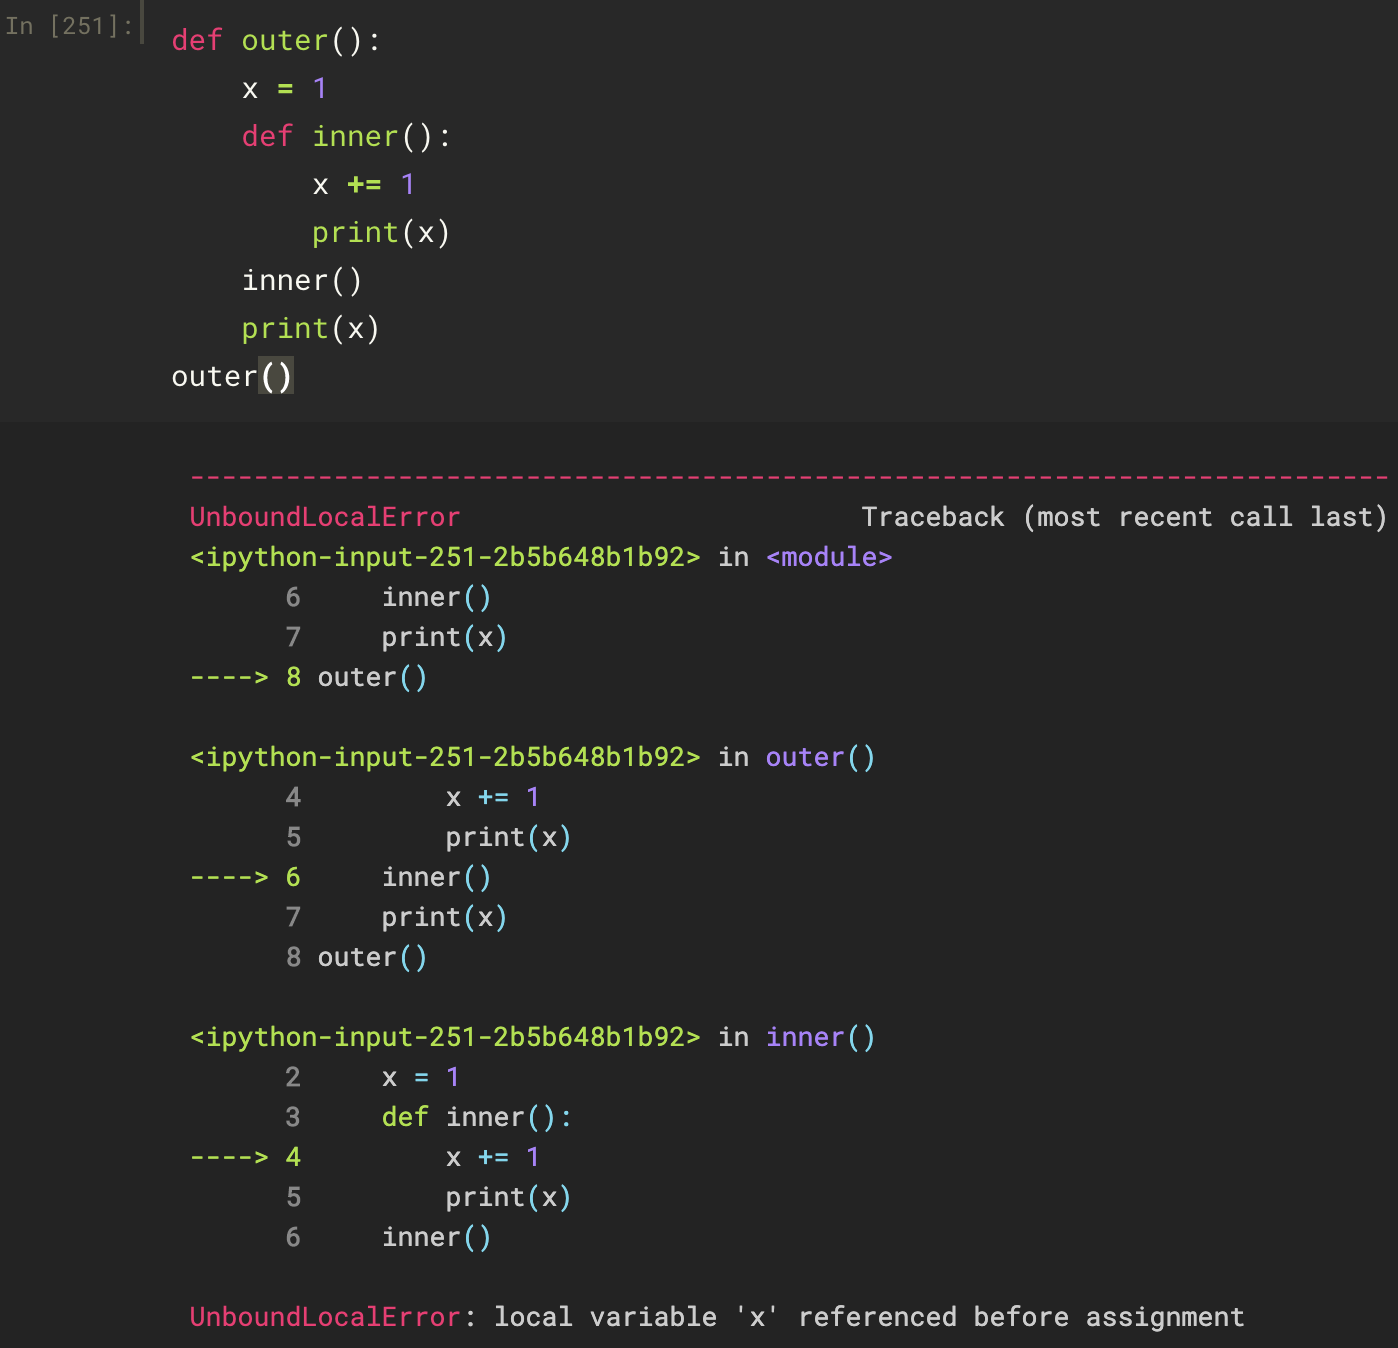 In [251]:
def outer():
    x = 1
    def inner():
        x += 1
        print(x)
    inner()
    print(x)
outer()
---------------------------------------------------------------------------
UnboundLocalError                         Traceback (most recent call last)
<ipython-input-251-2b5b648b1b92> in <module>
      6     inner()
      7     print(x)
----> 8 outer()

<ipython-input-251-2b5b648b1b92> in outer()
      4         x += 1
      5         print(x)
----> 6     inner()
      7     print(x)
      8 outer()

<ipython-input-251-2b5b648b1b92> in inner()
      2     x = 1
      3     def inner():
----> 4         x += 1
      5         print(x)
      6     inner()

UnboundLocalError: local variable 'x' referenced before assignment